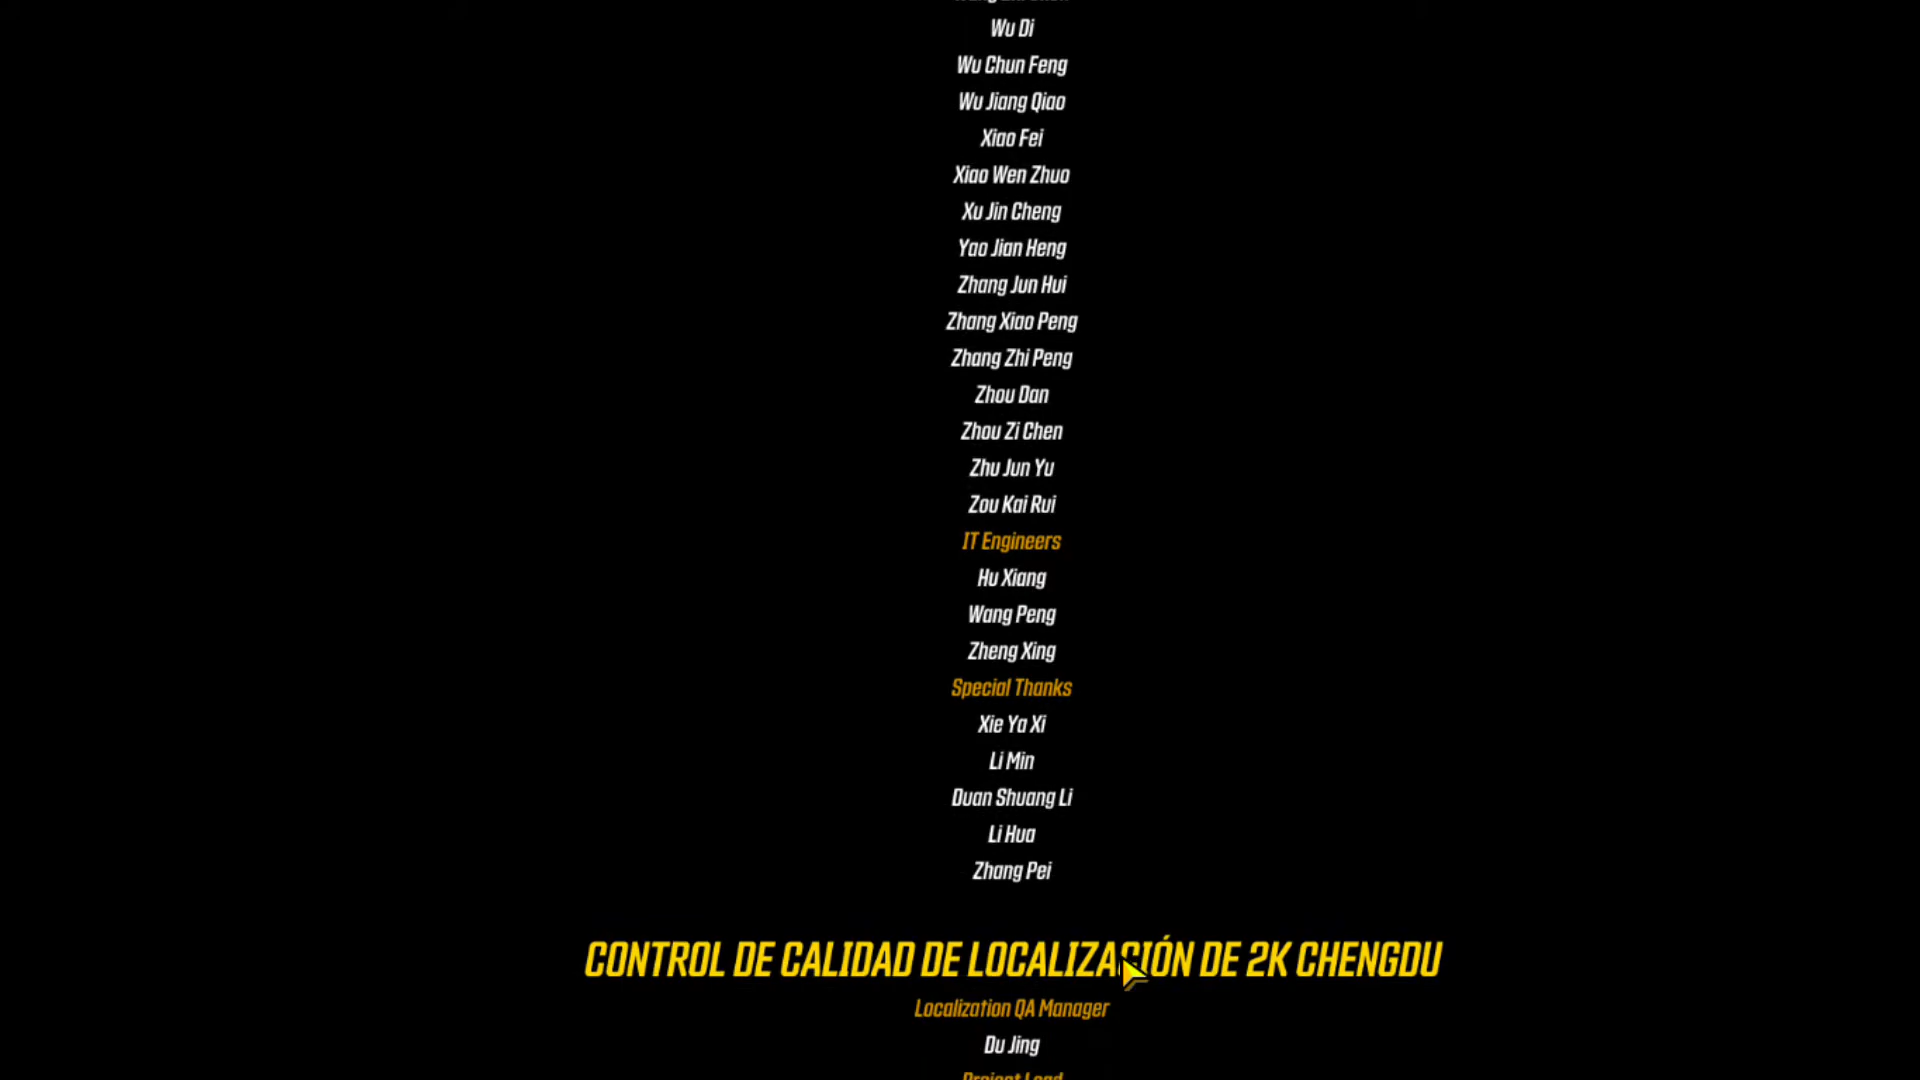 Wu Di
Wu Chun Feng
Wu Jiang Qiao
Xiao Fei
Xiao Wen Zhuo
Xu Jin Cheng
Yao Jian Heng
Zhang Jun Hui
Zhang Xiao Peng
Zhang Zhi Peng
Zhou Dan
Zhou Zi Chen
Zhu Jun Yu
Zou Kai Rui
IT Engineers
Hu Xiang
Wang Peng
Zheng Xing
Special Thanks
Xie Ya Xi
Li Min
Duan Shuang Li
Li Hua
Zhang Pei
CONTROL DE CALIDAD DE LOCALIZACIÓN DE 2K CHENGDU
Localization QA Manager
Du Jing
Project Lead